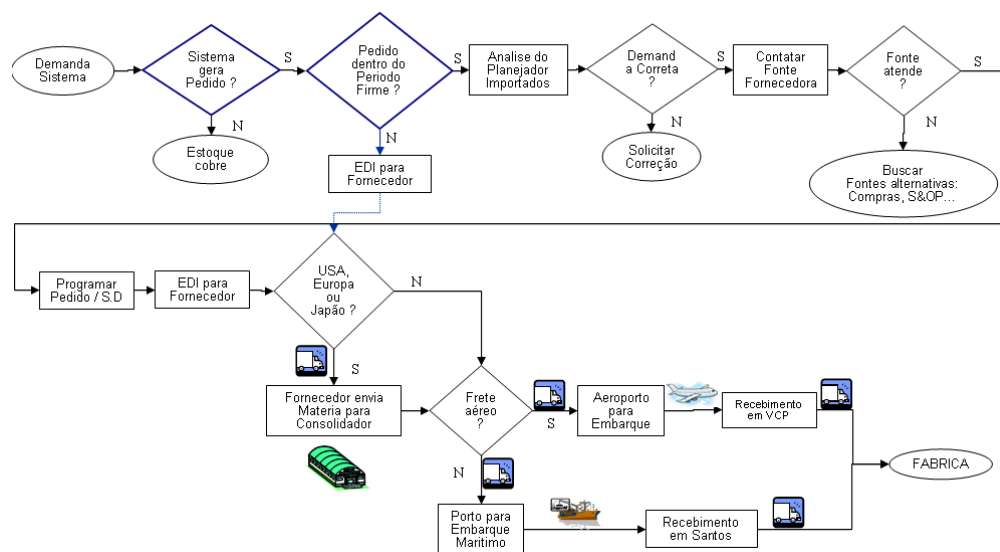 Demanda
Sistema
Sistema
gera
Pedido ?
S
N
Estoque
cobre
Pedido
dentro do
Periodo
Firme ?
S
N
EDI para
Fornecedor
Analise do
Planejador
Importados
Demand
a Correta
?
S
N
Solicitar
Correção
Contatar
Fonte
Fornecedora
Fonte
atende
?
S
N
Buscar
Fontes alternativas:
Compras, S&OP...
Programar
Pedido / S.D
EDI para
Fornecedor
USA,
Europa
ou
Japão ?
N
S
Fornecedor envia
Materia para
Consolidador
Frete
aéreo
?
S
N
Aeroporto
para
Embarque
Recebimento
em VCP
FABRICA
Porto para
Embarque
Maritimo
Recebimento
em Santos